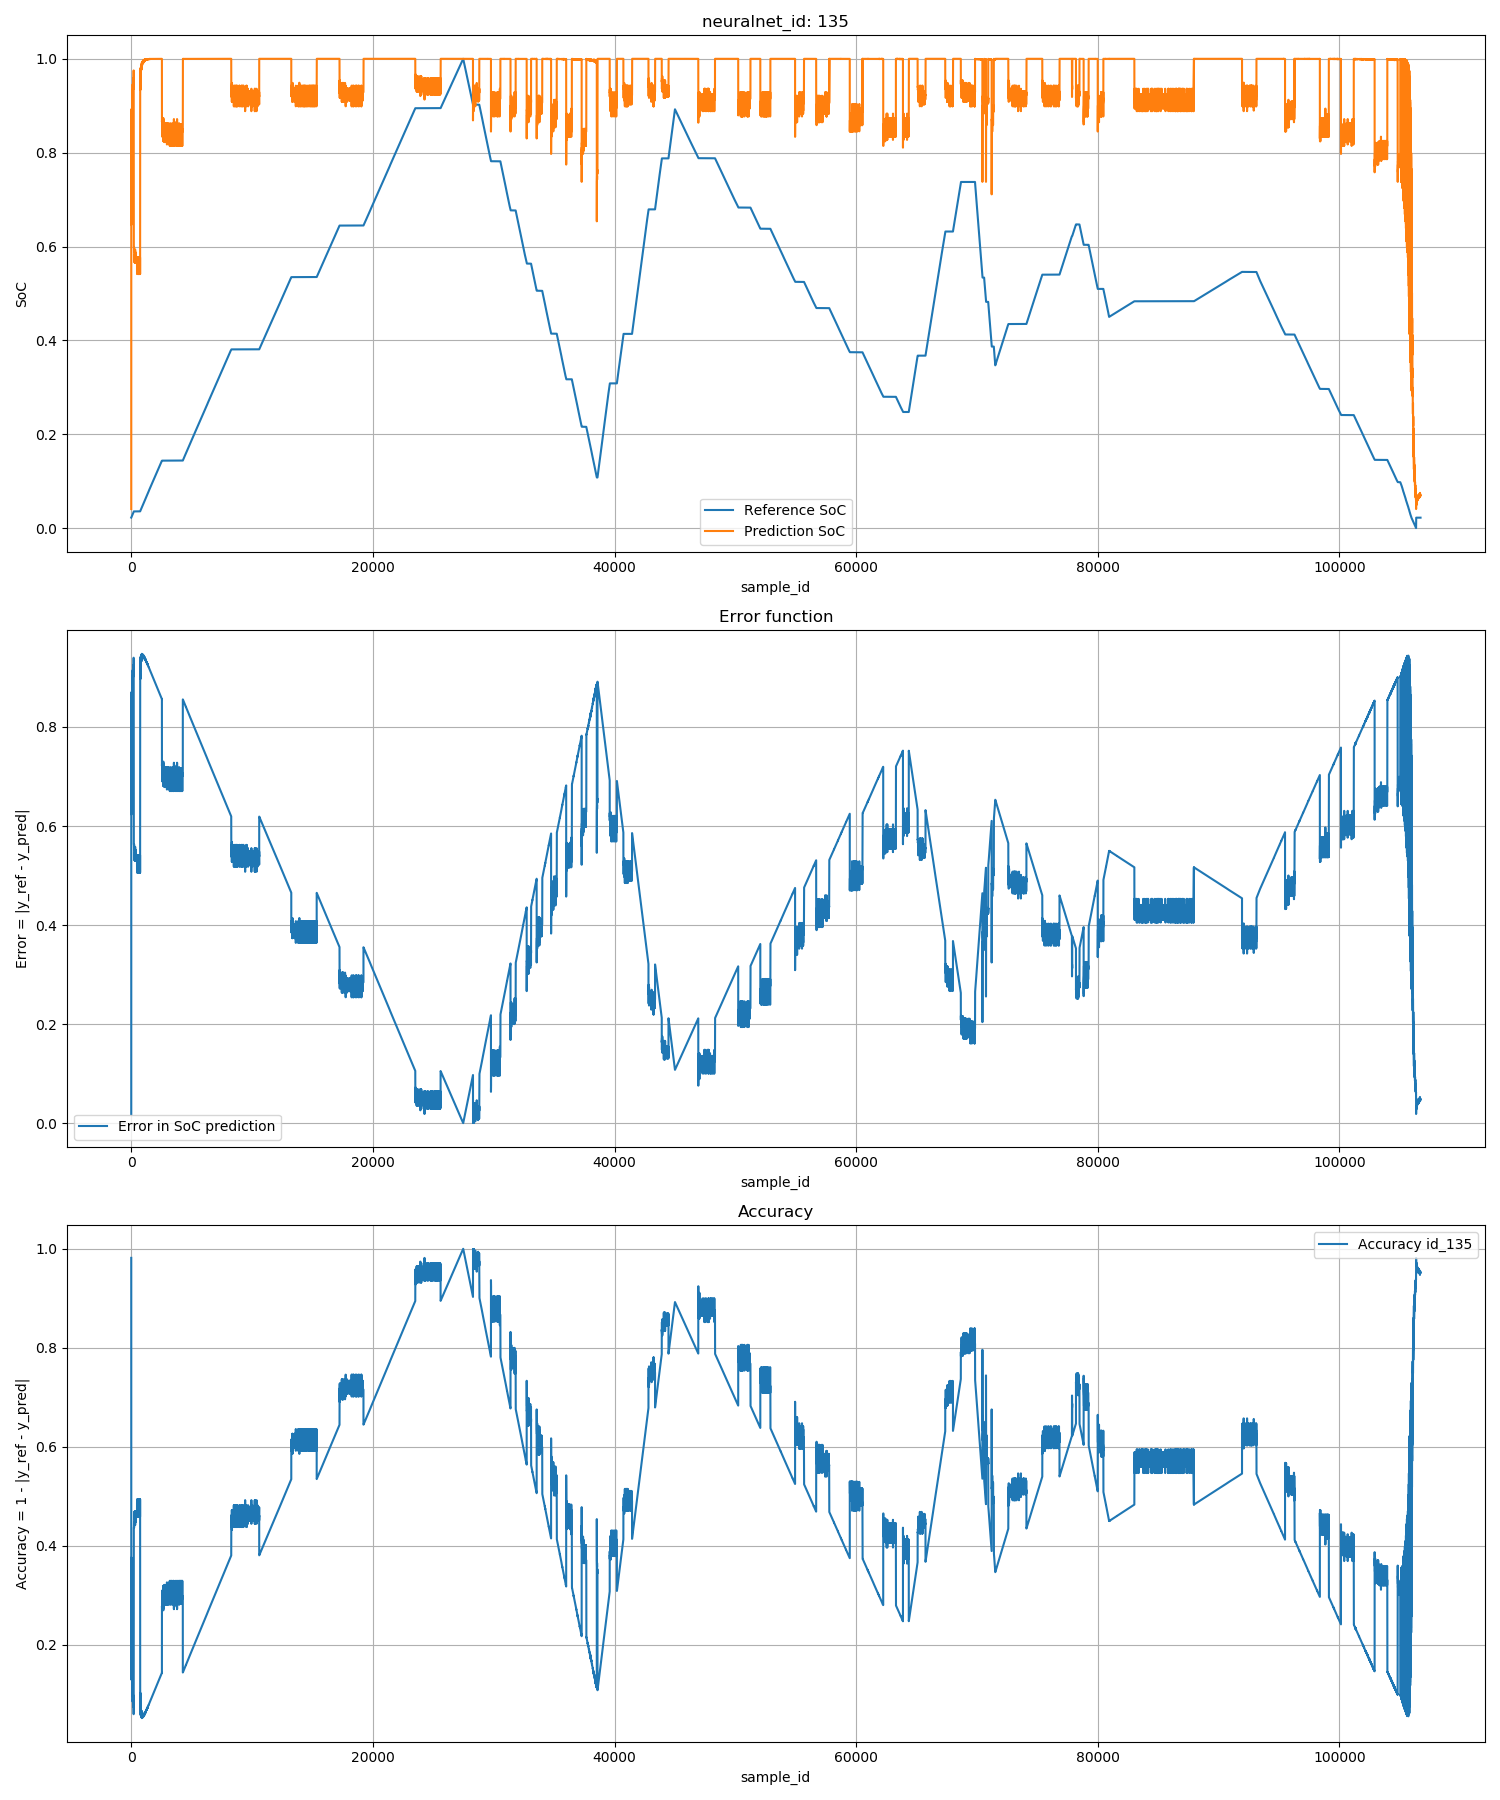 neuralnet_id: 135
1.0
0.8
0.6
0.4
0.2
0.0
SoC
Reference SoC
Prediction SoC
0 20000 40000 60000 80000 100000
sample_id
Error function
0.8
0.6
0.4
0.2
0.0
Error = |y_ref - y_pred|
Error in SoC prediction
0 20000 40000 60000 80000 100000
sample_id
Accuracy
1.0
0.8
0.6
0.4
0.2
Accuracy = 1 - |y_ref - y_pred|
Accuracy id_135
0 20000 40000 60000 80000 100000
sample_id